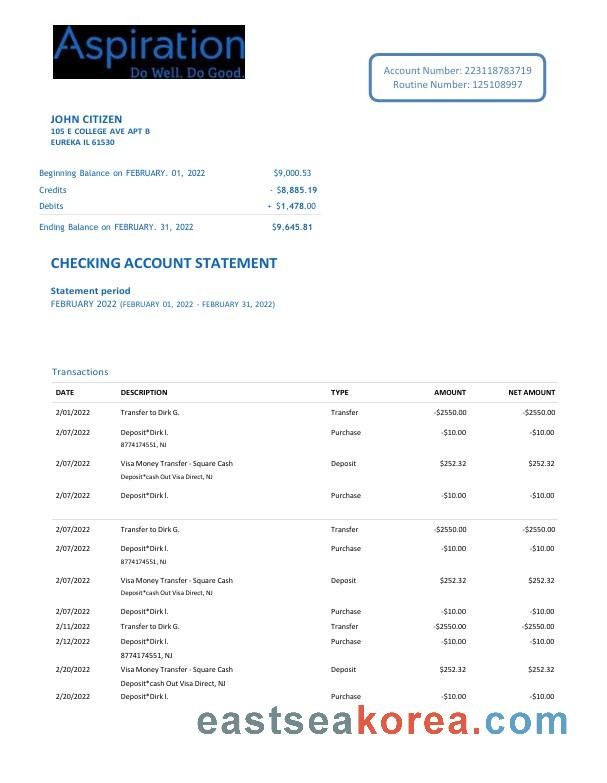 Aspiration
Do Well. Do Good.
Account Number: 223118783719
Routine Number: 125108997
JOHN CITIZEN
105 E COLLEGE AVE APT B
EUREKA IL 61530
Beginning Balance on FEBRUARY. 01, 2022 $9,000.53
Credits - $8,885.19
Debits + $1,478.00
Ending Balance on FEBRUARY. 31, 2022 $9,645.81
CHECKING ACCOUNT STATEMENT
Statement period
FEBRUARY 2022 (FEBRUARY 01, 2022 - FEBRUARY 31, 2022)
Transactions
DATE DESCRIPTION TYPE AMOUNT NET AMOUNT
2/01/2022 Transfer to Dirk G. Transfer -$2550.00 -$2550.00
2/07/2022 Deposit*Dirk l. Purchase -$10.00 -$10.00
8774174551, NJ
2/07/2022 Visa Money Transfer - Square Cash Deposit $252.32 $252.32
Deposit*cash Out Visa Direct, NJ
2/07/2022 Deposit*Dirk l. Purchase -$10.00 -$10.00
2/07/2022 Transfer to Dirk G. Transfer -$2550.00 -$2550.00
2/07/2022 Deposit*Dirk l. Purchase -$10.00 -$10.00
8774174551, NJ
2/07/2022 Visa Money Transfer - Square Cash Deposit $252.32 $252.32
Deposit*cash Out Visa Direct, NJ
2/07/2022 Deposit*Dirk l. Purchase -$10.00 -$10.00
2/11/2022 Transfer to Dirk G. Transfer -$2550.00 -$2550.00
2/12/2022 Deposit*Dirk l. Purchase -$10.00 -$10.00
8774174551, NJ
2/20/2022 Visa Money Transfer - Square Cash Deposit $252.32 $252.32
Deposit*cash Out Visa Direct, NJ
2/20/2022 Deposit*Dirk l. Purchase -$10.00 -$10.00
eastseakorea.com